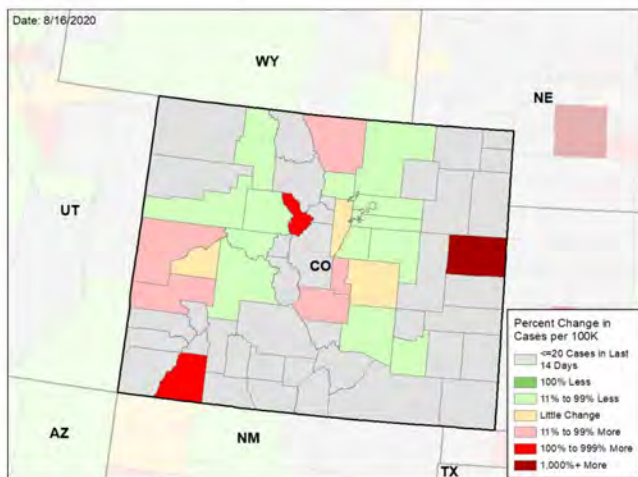 Date: 8/16/2020
WY
NE
UT
CO
AZ
NM
TX
Percent Change in
Cases per 100K
<=20 Cases in Last
14 Days
100% Less
11% to 99% Less
Little Change
11% to 99% More
100% to 999% More
1,000%+ More